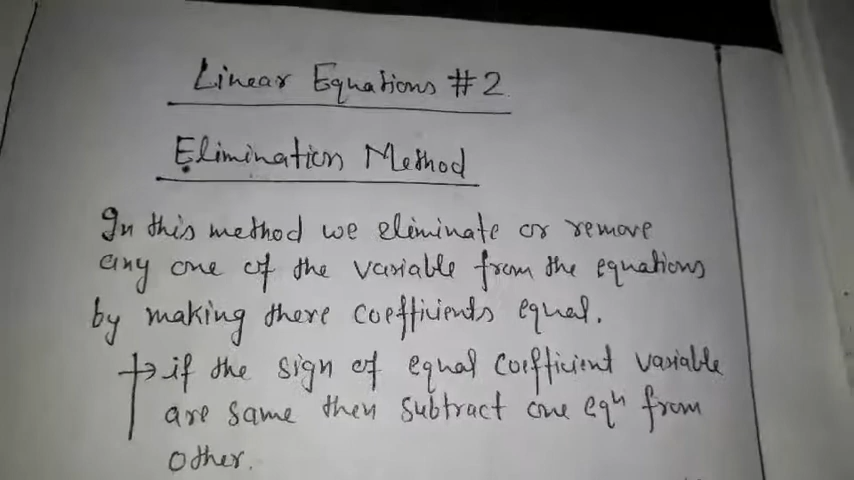 Linear Equations #2
Elimination Method
In this method we eliminate or remove
any one of the variable from the equations
by making there coefficients equal.
→ if the sign of equal coefficient variable
are same then subtract one eqn from
other.